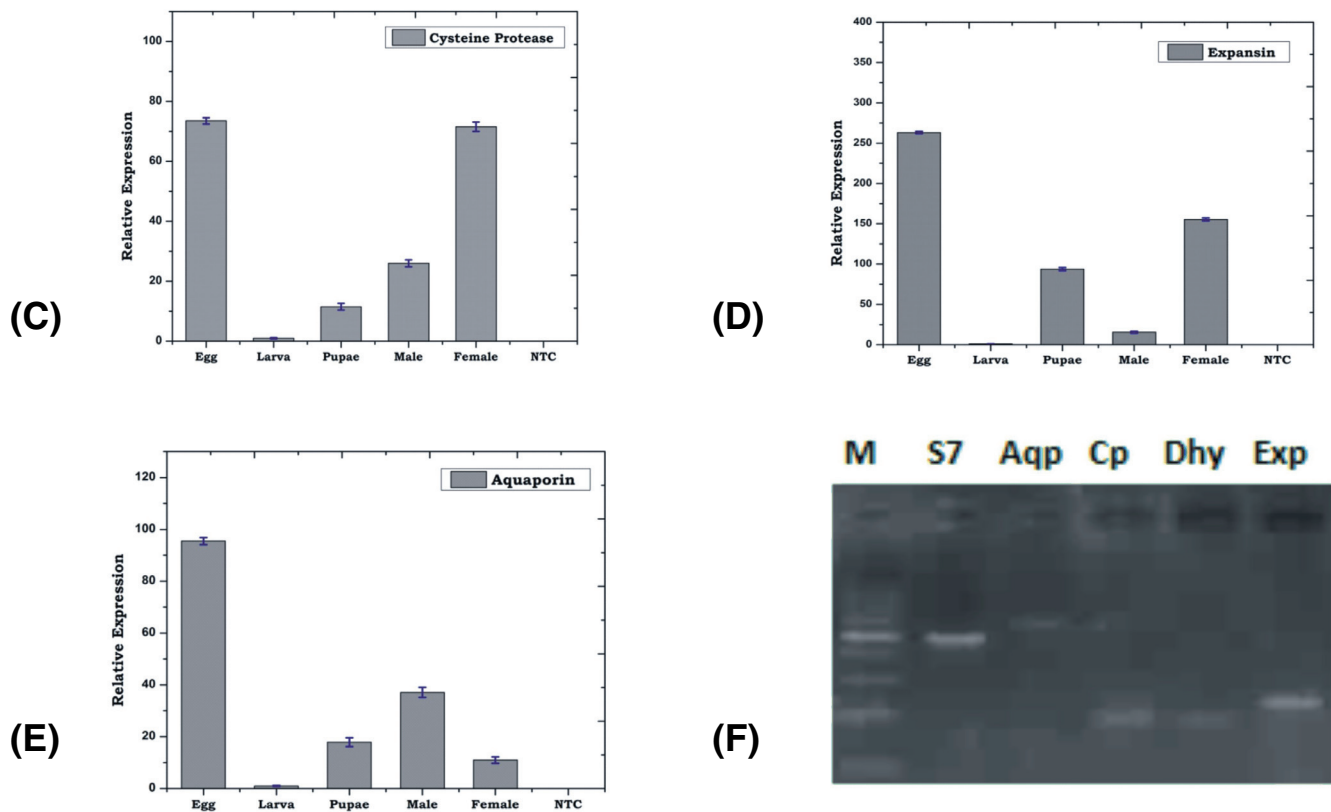 (C)
Cysteine Protease
Relative Expression
100
80
60
40
20
0
Egg Larva Pupae Male Female NTC
(D)
Expansin
Relative Expression
400
350
300
250
200
150
100
50
0
Egg Larva Pupae Male Female NTC
(E)
Aquaporin
Relative Expression
120
100
80
60
40
20
0
Egg Larva Pupae Male Female NTC
(F)
M S7 Aqp Cp Dhy Exp